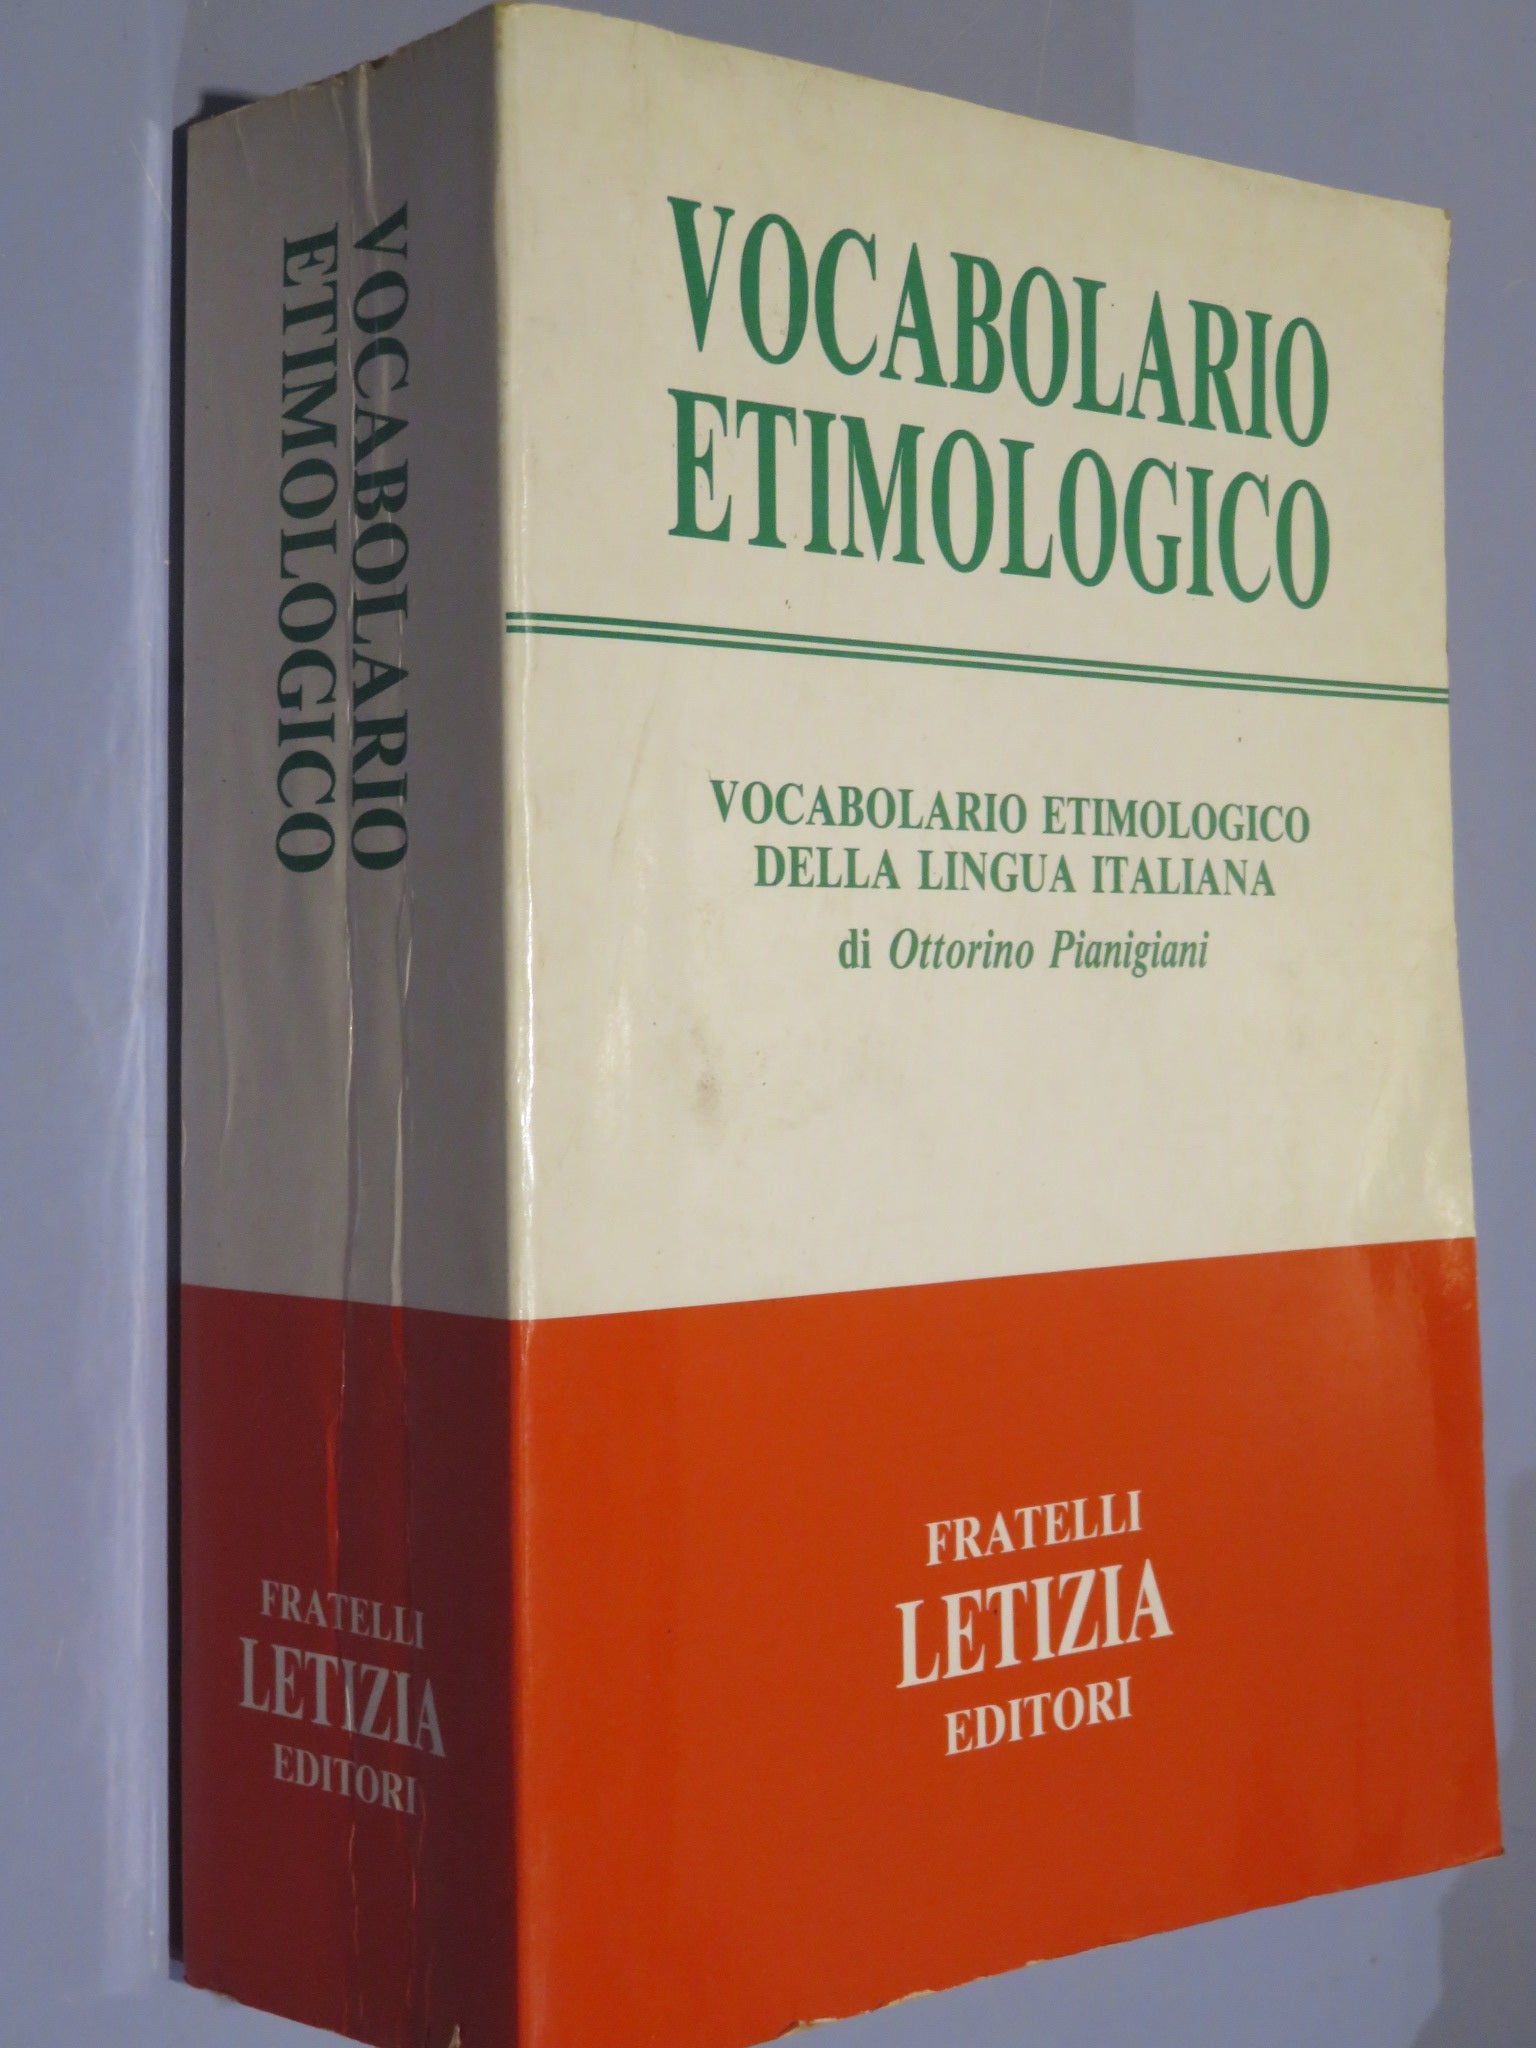 VOCABOLARIO
ETIMOLOGICO
VOCABOLARIO
ETIMOLOGICO
VOCABOLARIO ETIMOLOGICO
DELLA LINGUA ITALIANA
di Ottorino Pianigiani
FRATELLI
LETIZIA
EDITORI
FRATELLI
LETIZIA
EDITORI